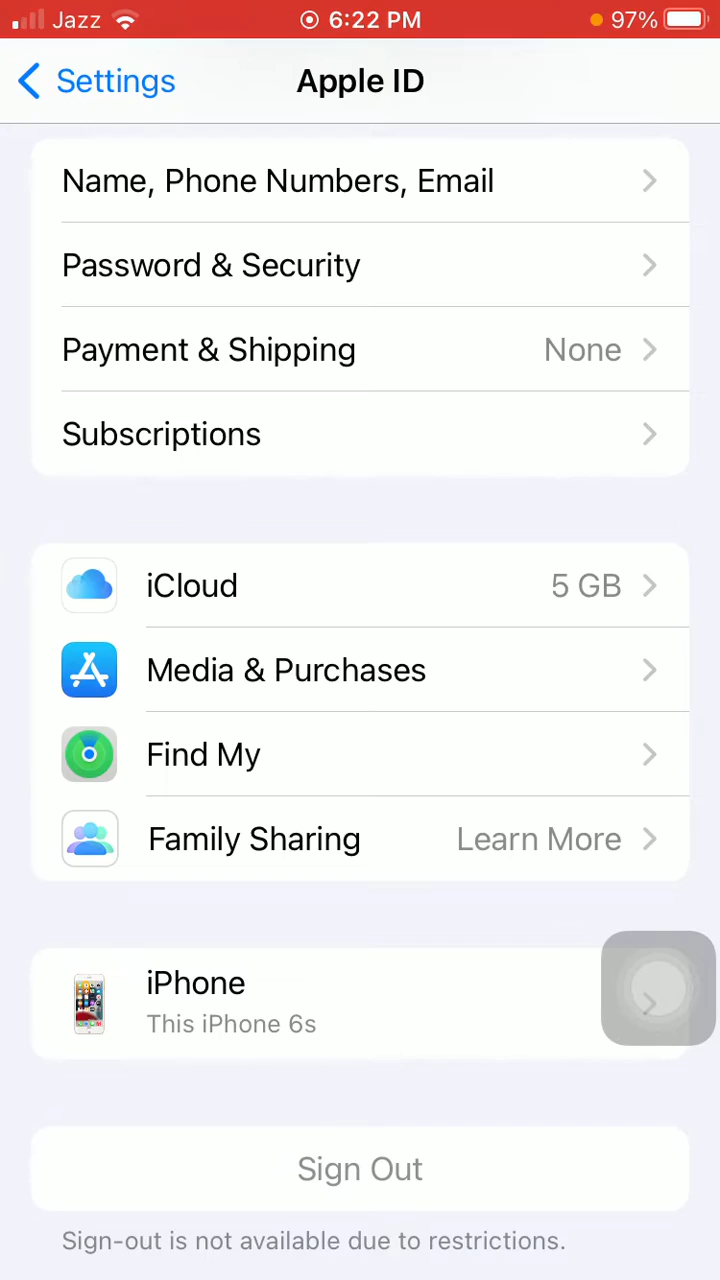 Jazz 6:22 PM 97%
Settings Apple ID
Name, Phone Numbers, Email
Password & Security
Payment & Shipping None
Subscriptions
iCloud 5 GB
Media & Purchases
Find My
Family Sharing Learn More
iPhone
This iPhone 6s
Sign Out
Sign-out is not available due to restrictions.